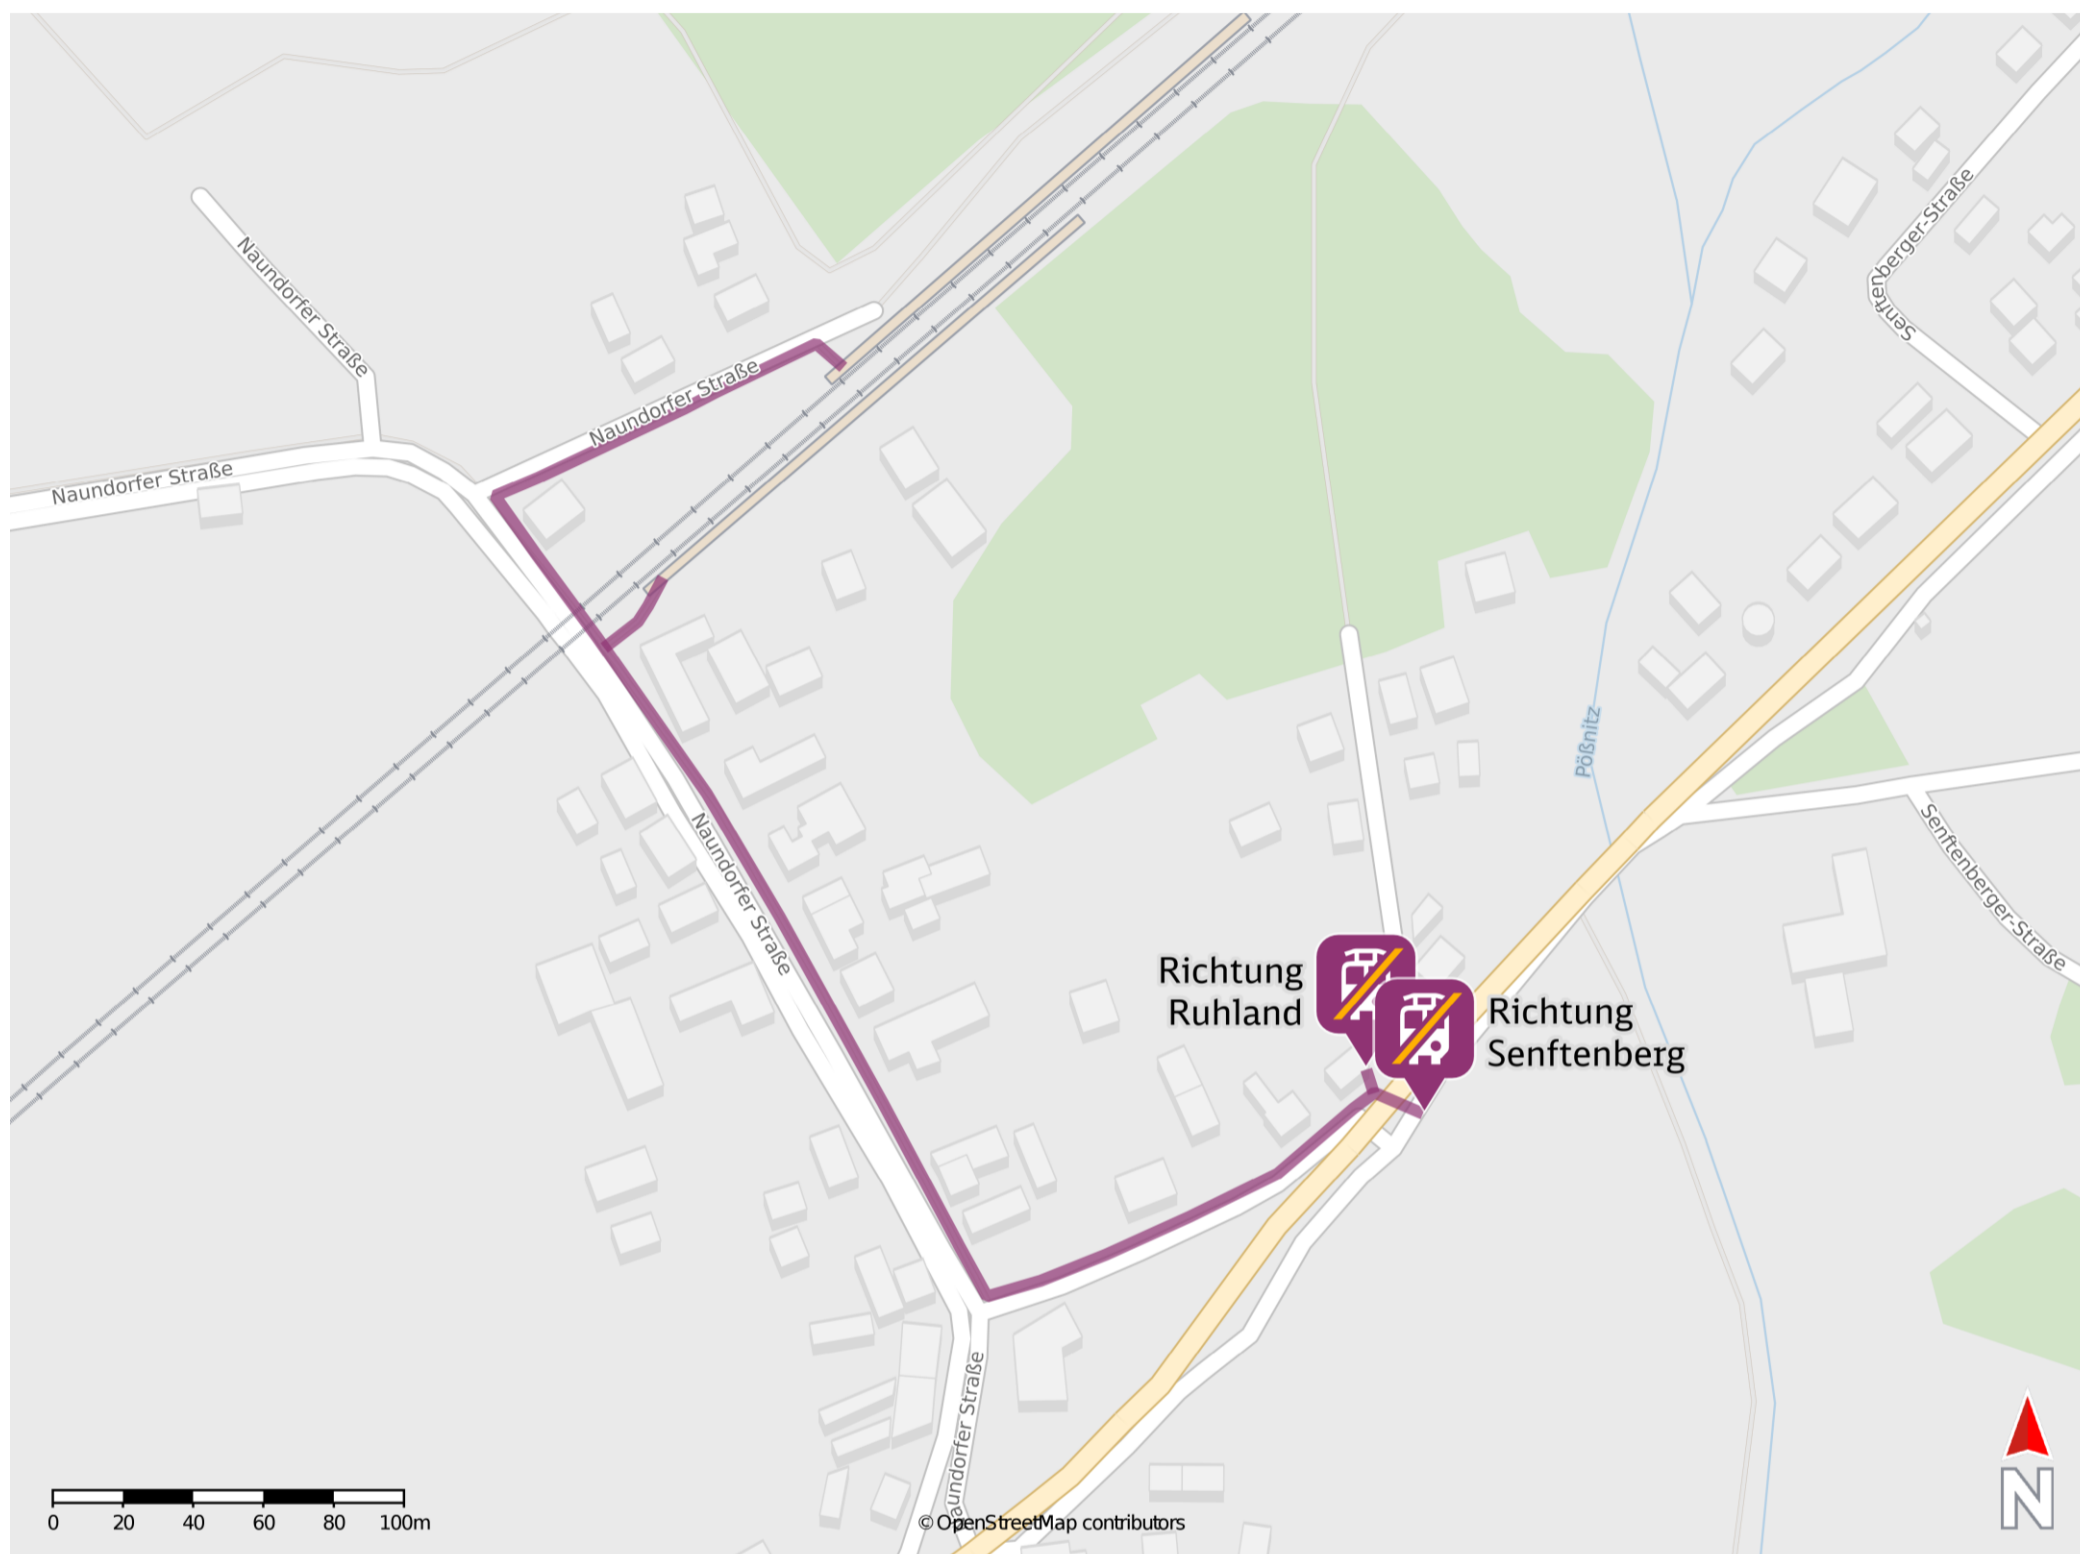 Senftenberger-Straße
Naundorfer Straße
Naundorfer Straße
Naundorfer Straße
Pößnitz
Senftenberger-Straße
Naundorfer Straße
Richtung
Ruhland
Richtung
Senftenberg
Naundorfer Straße
0 20 40 60 80 100m
© OpenStreetMap contributors
N